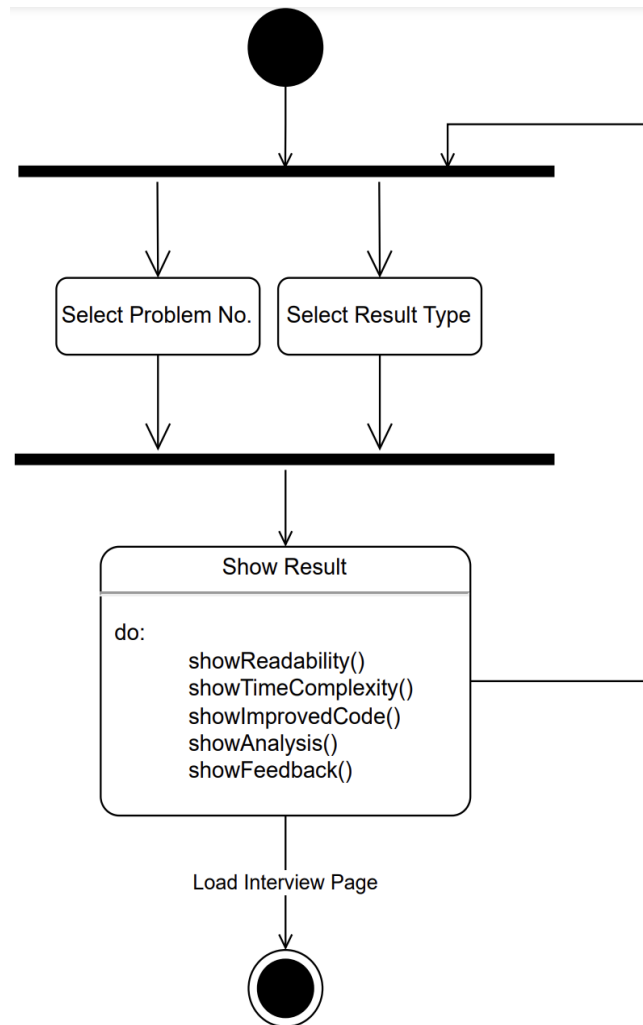 Select Problem No.
Select Result Type
Show Result
do:
showReadability()
showTimeComplexity()
showImprovedCode()
showAnalysis()
showFeedback()
Load Interview Page